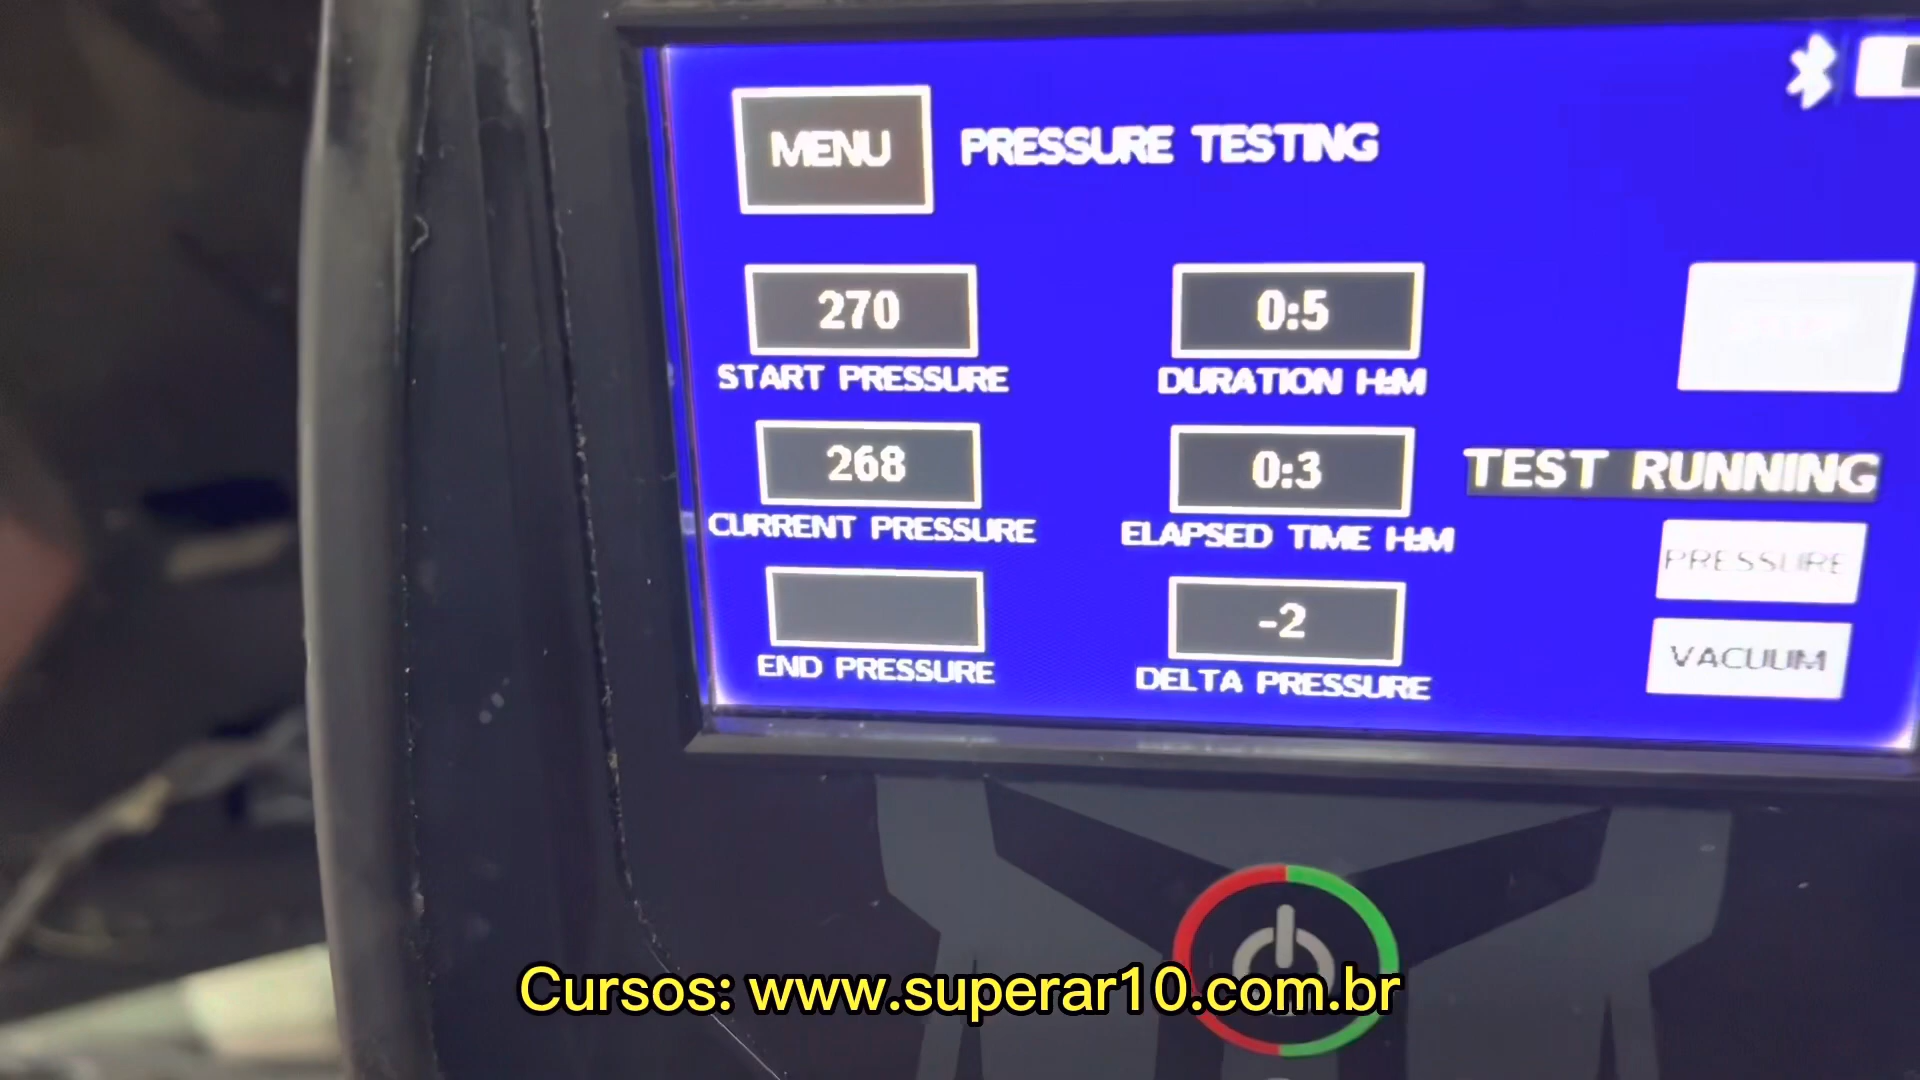 MENU
PRESSURE TESTING
270
START PRESSURE
0:5
DURATION H:M
268
CURRENT PRESSURE
0:3
ELAPSED TIME H:M
TEST RUNNING
END PRESSURE
-2
DELTA PRESSURE
PRESSURE
VACUUM
Cursos: www.superar10.com.br